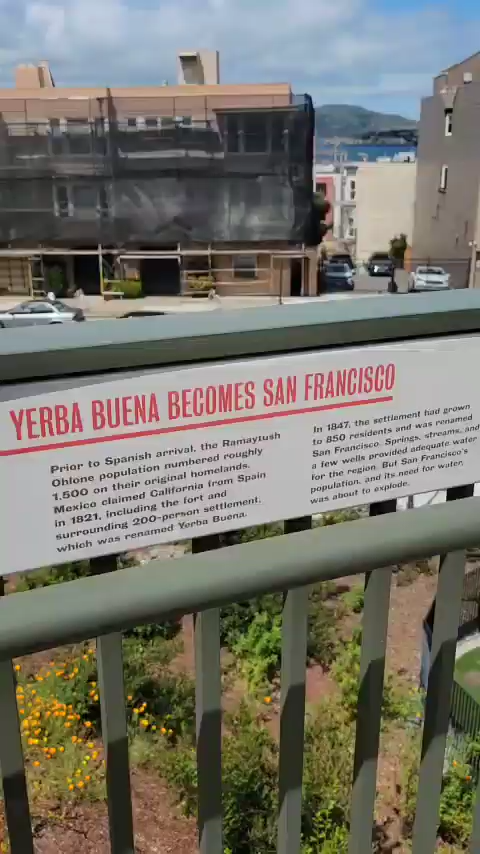 YERBA BUENA BECOMES SAN FRANCISCO
Prior to Spanish arrival, the Ramaytush
Ohlone population numbered roughly
1,500 on their original homelands.
Mexico claimed California from Spain
in 1821, including the fort and
surrounding 200-person settlement,
which was renamed Yerba Buena.
In 1847, the settlement had grown
to 850 residents and was renamed
San Francisco. Springs, streams, and
a few wells provided adequate water
for the region. But San Francisco's
population, and its need for water,
was about to explode.